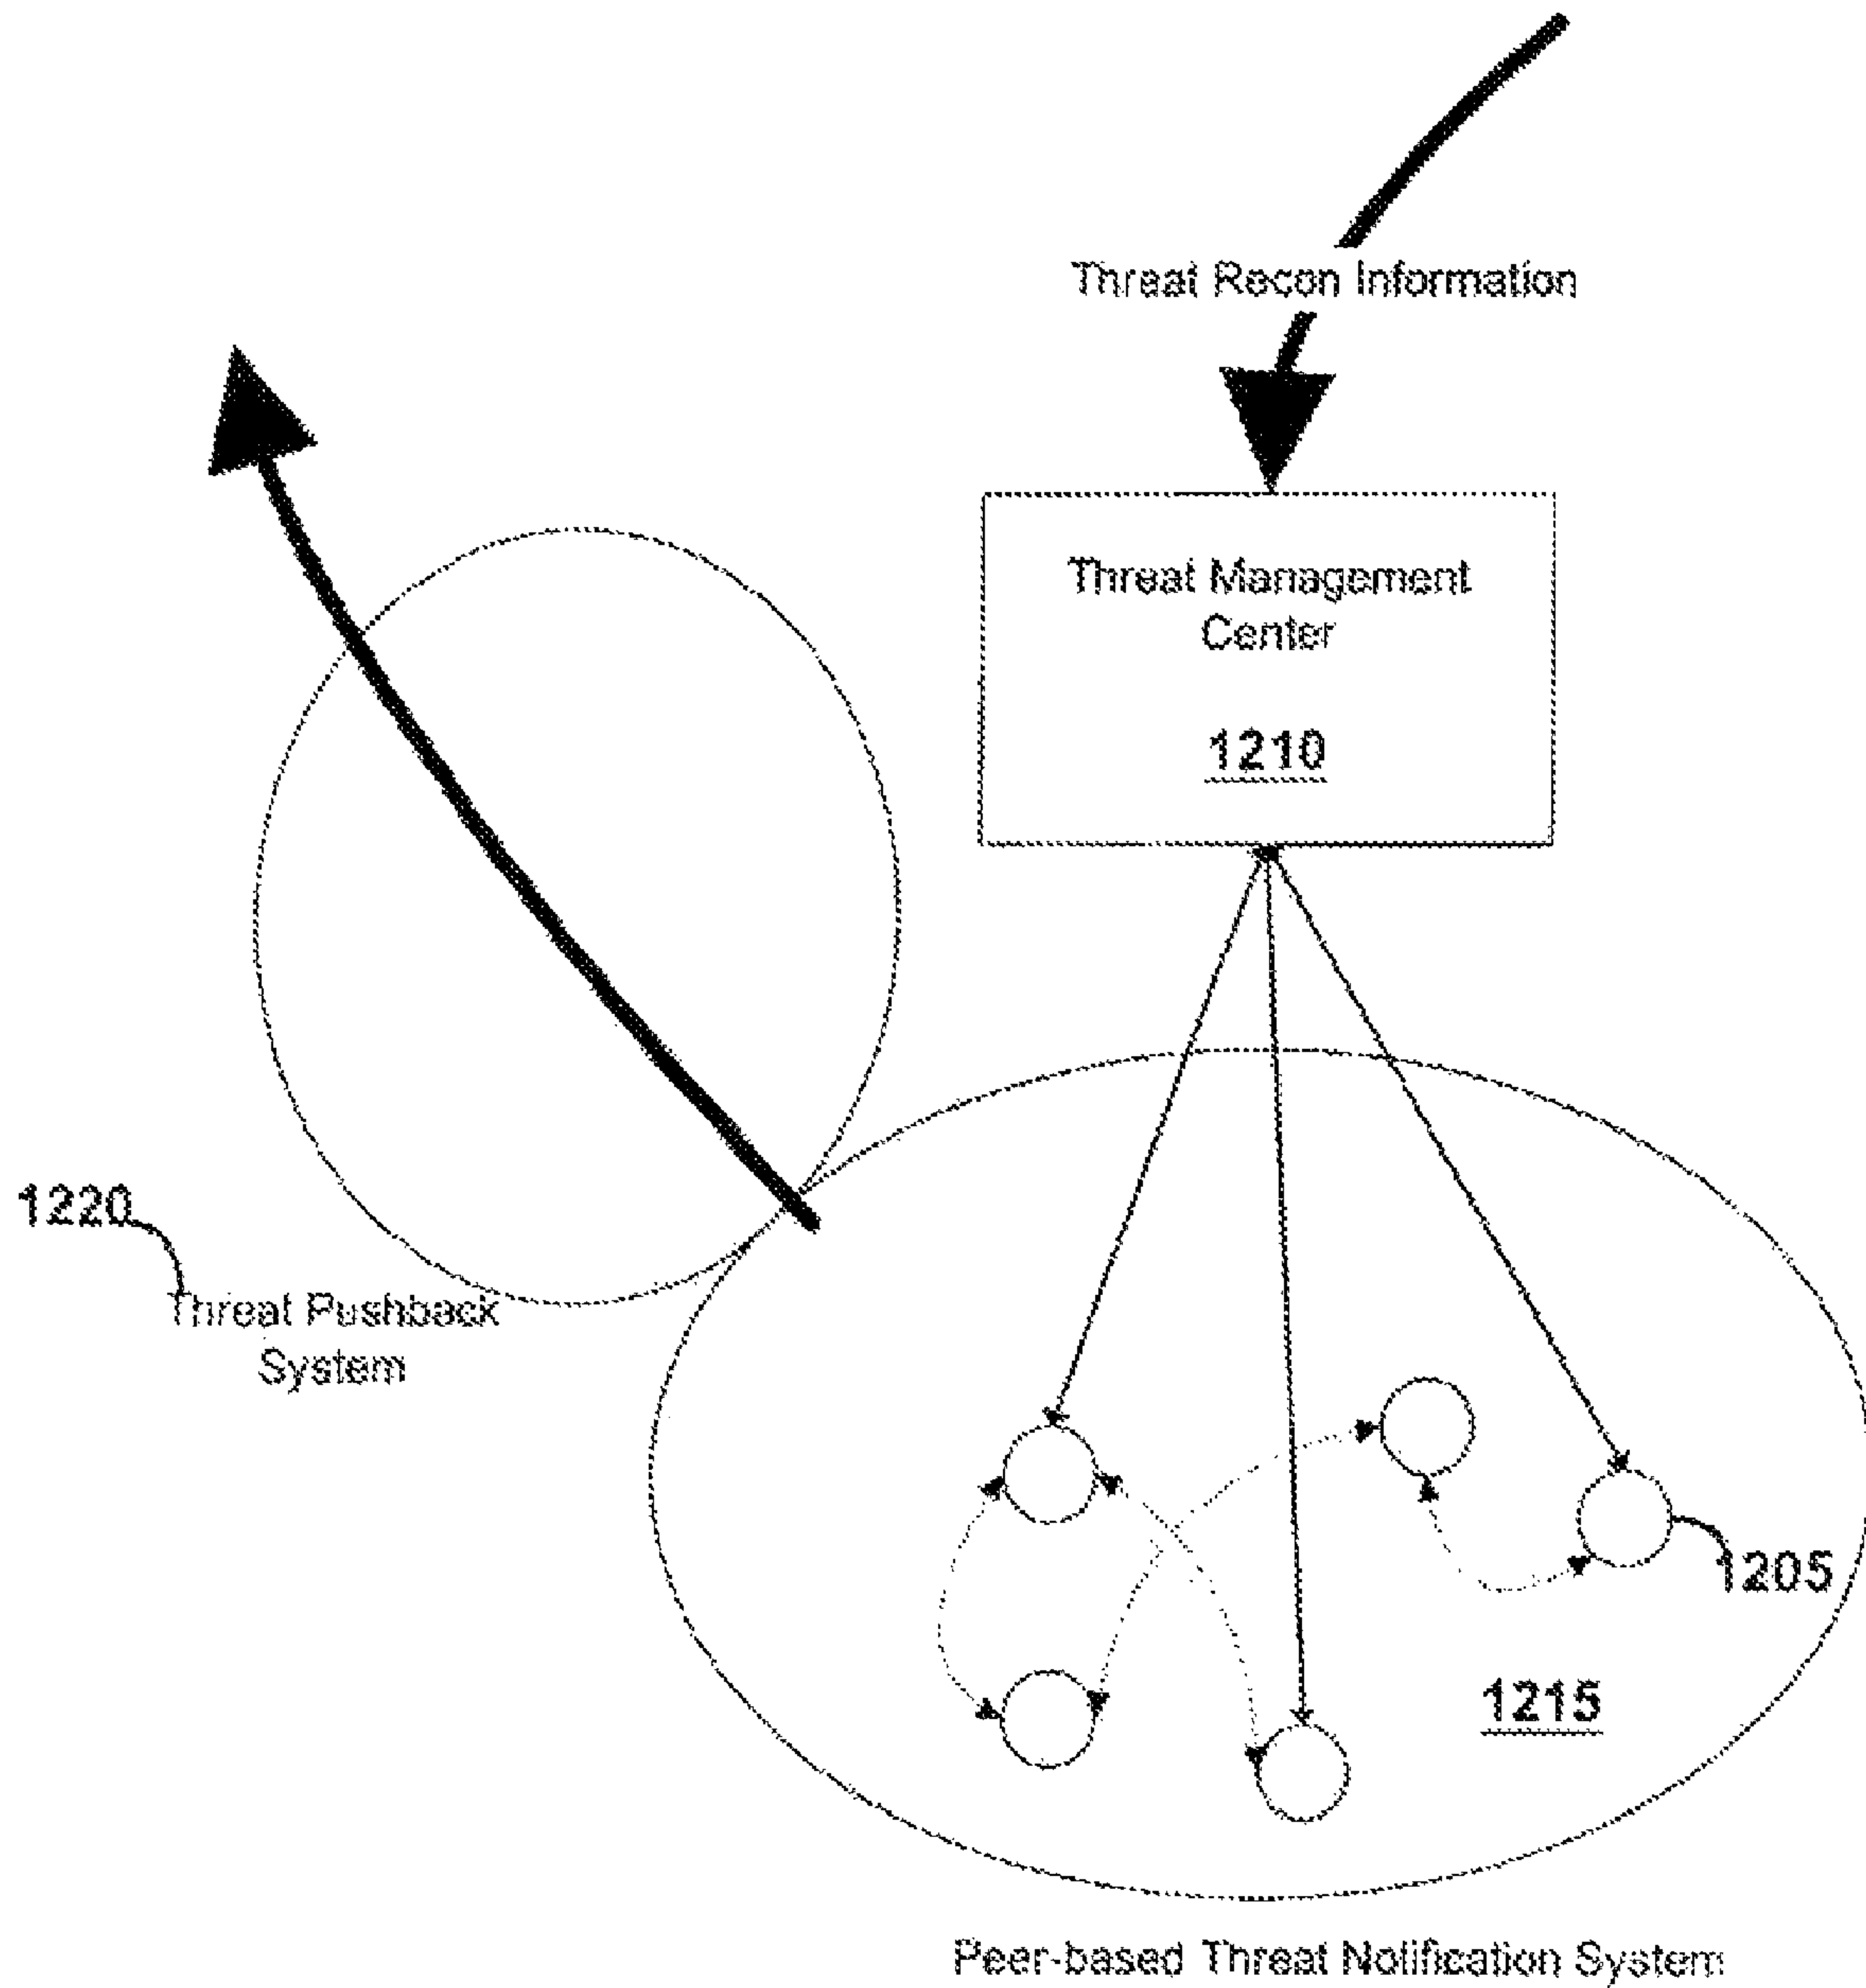 Threat Recon Information
Threat Management
Center
1210
1220
Threat Pushback
System
1205
1215
Peer-based Threat Notification System